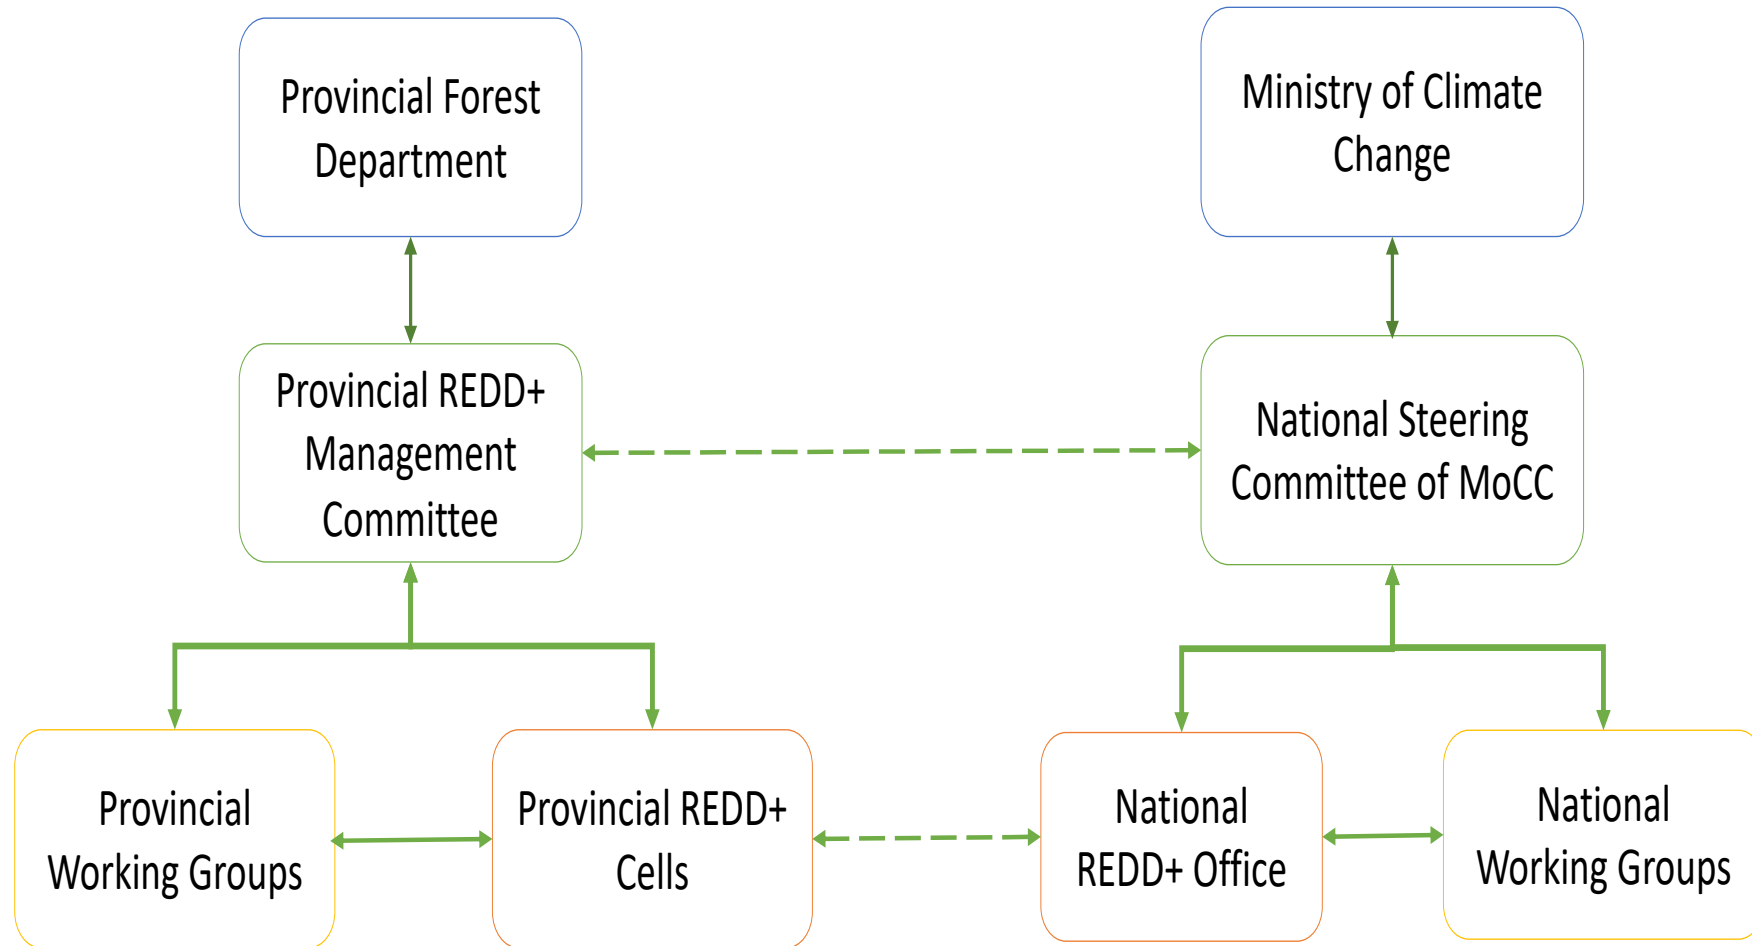 Provincial Forest
Department
Ministry of Climate
Change
Provincial REDD+
Management
Committee
National Steering
Committee of MoCC
Provincial
Working Groups
Provincial REDD+
Cells
National
REDD+ Office
National
Working Groups